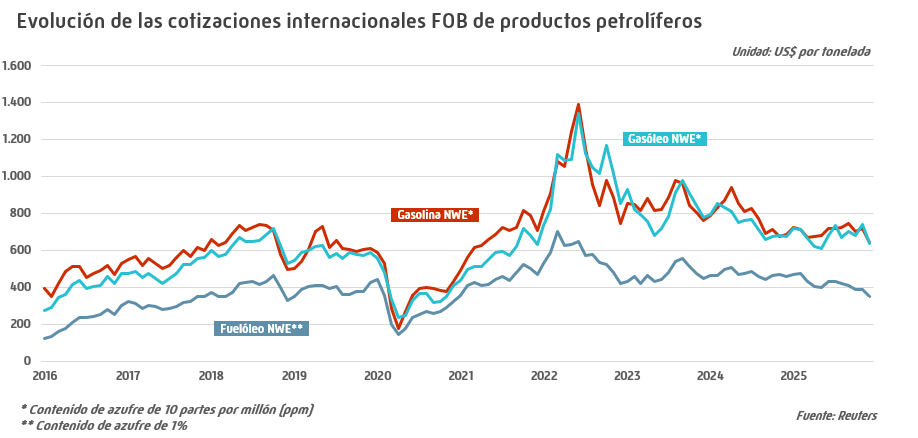 Evolución de las cotizaciones internacionales FOB de productos petrolíferos
Unidad: US$ por tonelada
1.600
1.400
1.200
1.000
800
600
400
200
0
Gasóleo NWE*
Gasolina NWE*
Fuelóleo NWE**
2016 2017 2018 2019 2020 2021 2022 2023 2024 2025
* Contenido de azufre de 10 partes por millón (ppm)
** Contenido de azufre de 1%
Fuente: Reuters